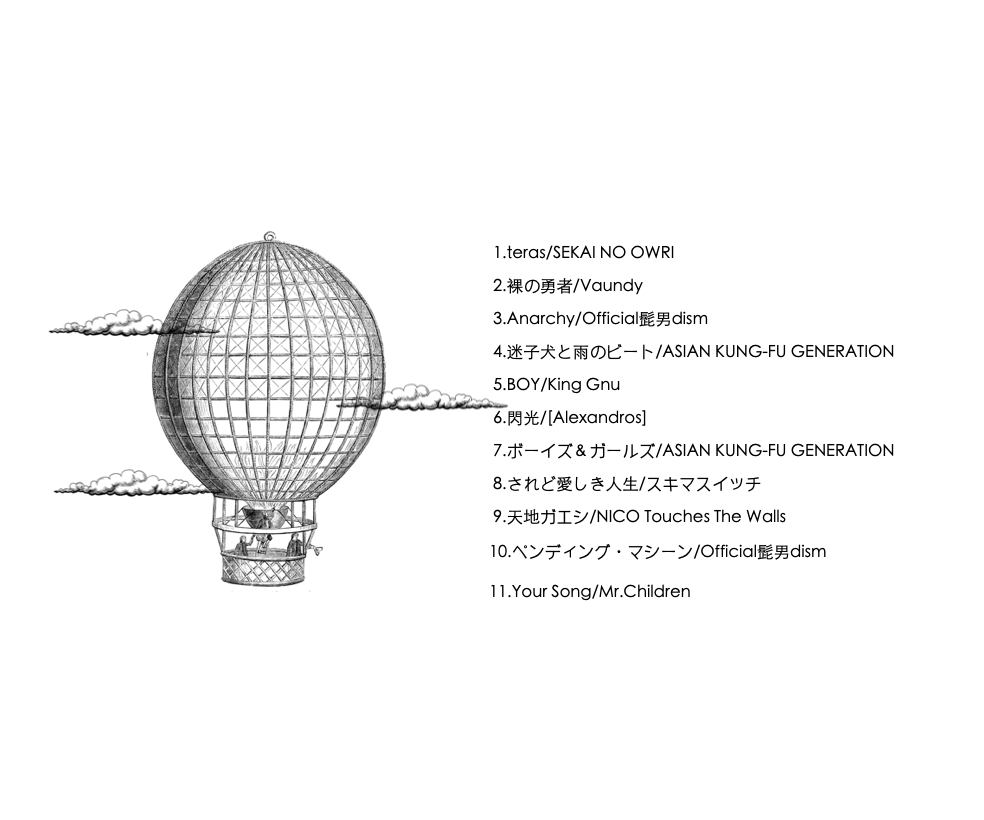 1.teras/SEKAI NO OWRI
2.裸の勇者/Vaundy
3.Anarchy/Official髭男dism
4.迷子犬と雨のビート/ASIAN KUNG-FU GENERATION
5.BOY/King Gnu
6.閃光/[Alexandros]
7.ボーイズ&ガールズ/ASIAN KUNG-FU GENERATION
8.されど愛しき人生/スキマスイッチ
9.天地ガエシ/NICO Touches The Walls
10.ペンディング・マシーン/Official髭男dism
11.Your Song/Mr.Children